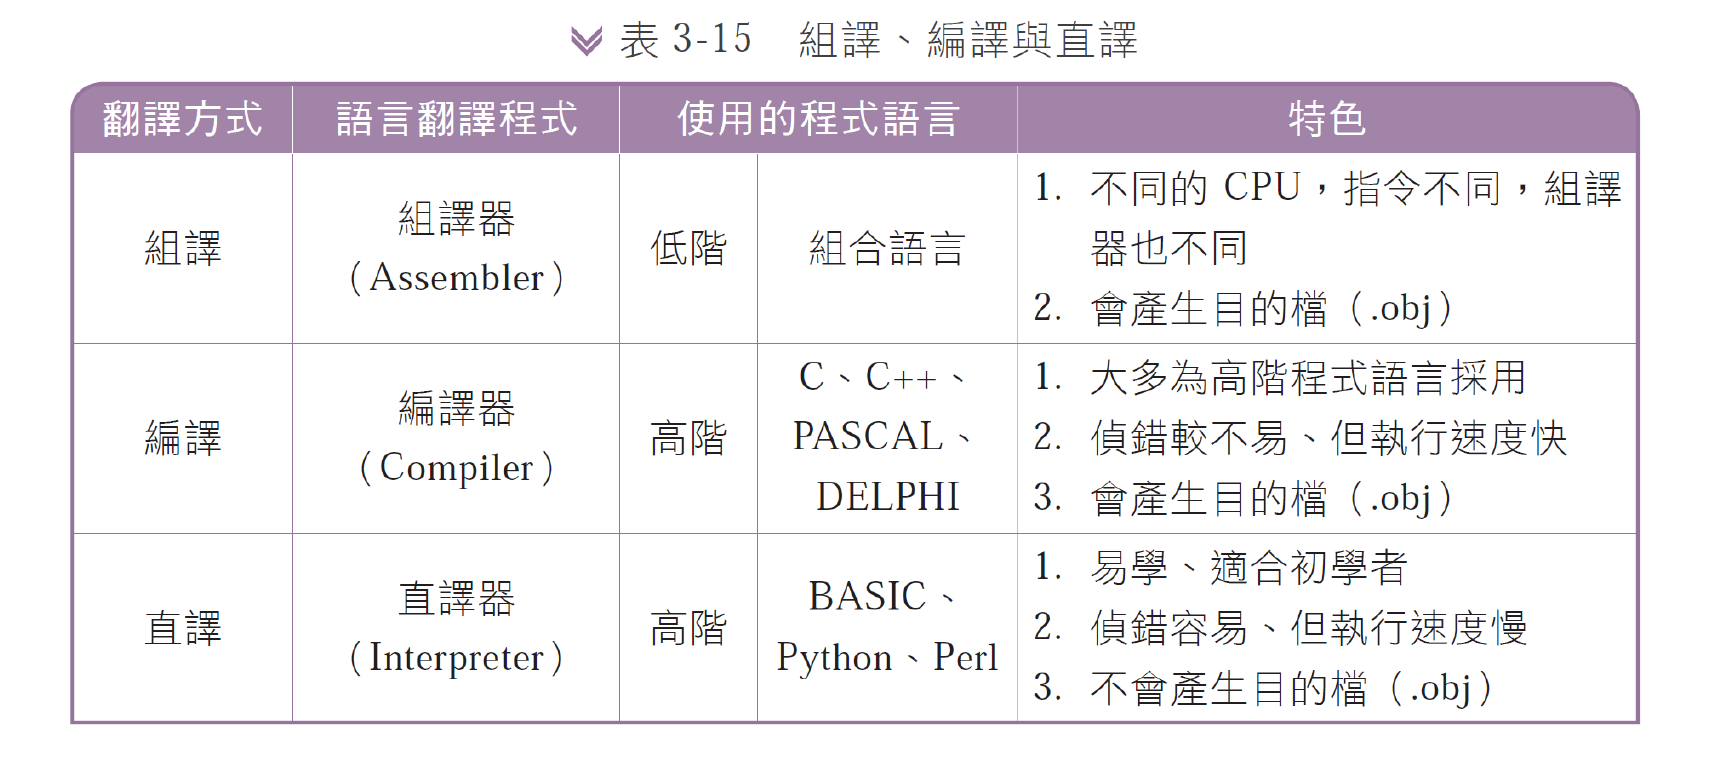 表 3-15　組譯、編譯與直譯
翻譯方式　語言翻譯程式　使用的程式語言　特色
組譯
組譯器
（Assembler）
低階
組合語言
1. 不同的 CPU，指令不同，組譯
器也不同
2. 會產生目的檔（.obj）
編譯
編譯器
（Compiler）
高階
C、C++、
PASCAL、
DELPHI
1. 大多為高階程式語言採用
2. 偵錯較不易、但執行速度快
3. 會產生目的檔（.obj）
直譯
直譯器
（Interpreter）
高階
BASIC、
Python、Perl
1. 易學、適合初學者
2. 偵錯容易、但執行速度慢
3. 不會產生目的檔（.obj）